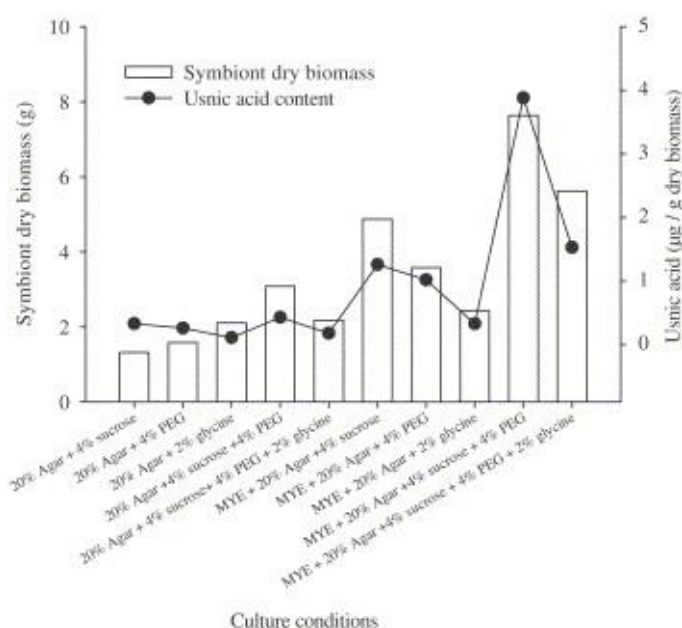 10
8
6
4
2
0
Symbiont dry biomass (g)
Symbiont dry biomass
Usnic acid content
5
4
3
2
1
0
Usnic acid (μg / g dry biomass)
20% Agar + 4% sucrose
20% Agar + 4% PEG
20% Agar + 2% glycine
20% Agar +4% sucrose +4% PEG
20% Agar + 4% sucrose+ 4% PEG + 2% glycine
MYE + 20% Agar +4% sucrose
MYE + 20% Agar + 4% PEG
MYE + 20% Agar + 2% glycine
MYE + 20% Agar +4% sucrose + 4% PEG
MYE + 20% Agar +4% sucrose + 4% PEG + 2% glycine
Culture conditions